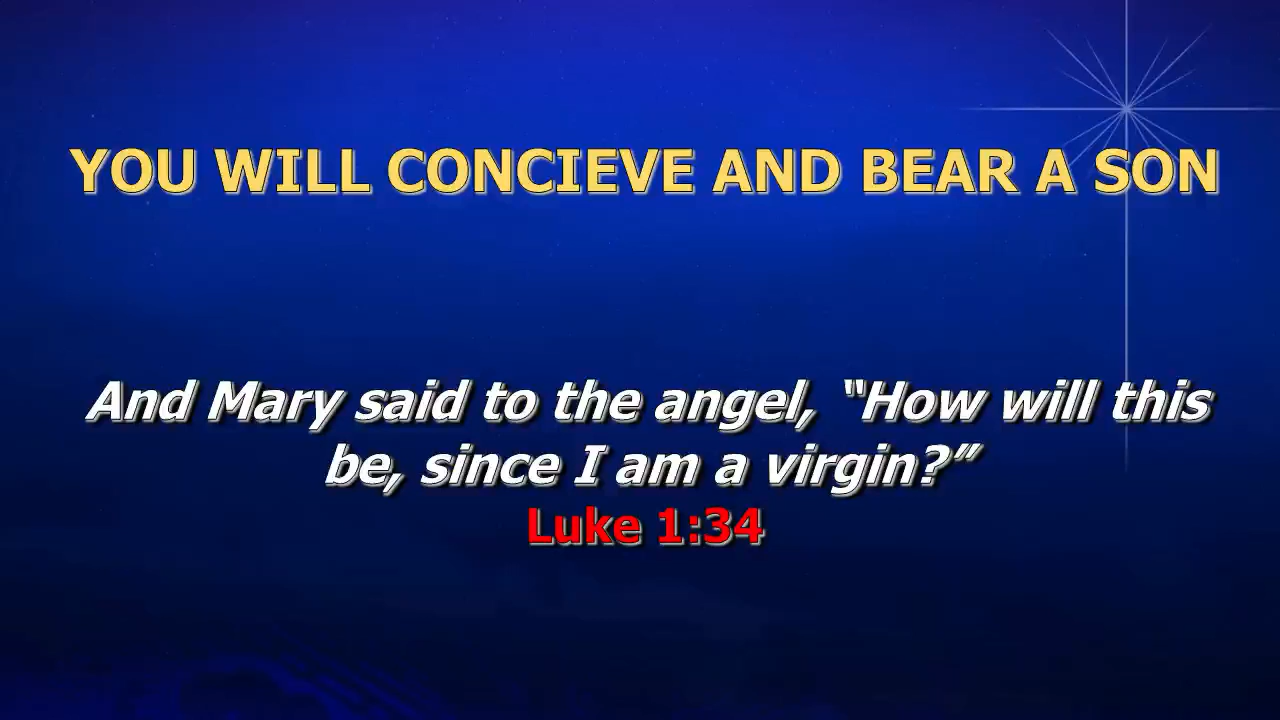 YOU WILL CONCIEVE AND BEAR A SON
And Mary said to the angel, “How will this
be, since I am a virgin?”
Luke 1:34